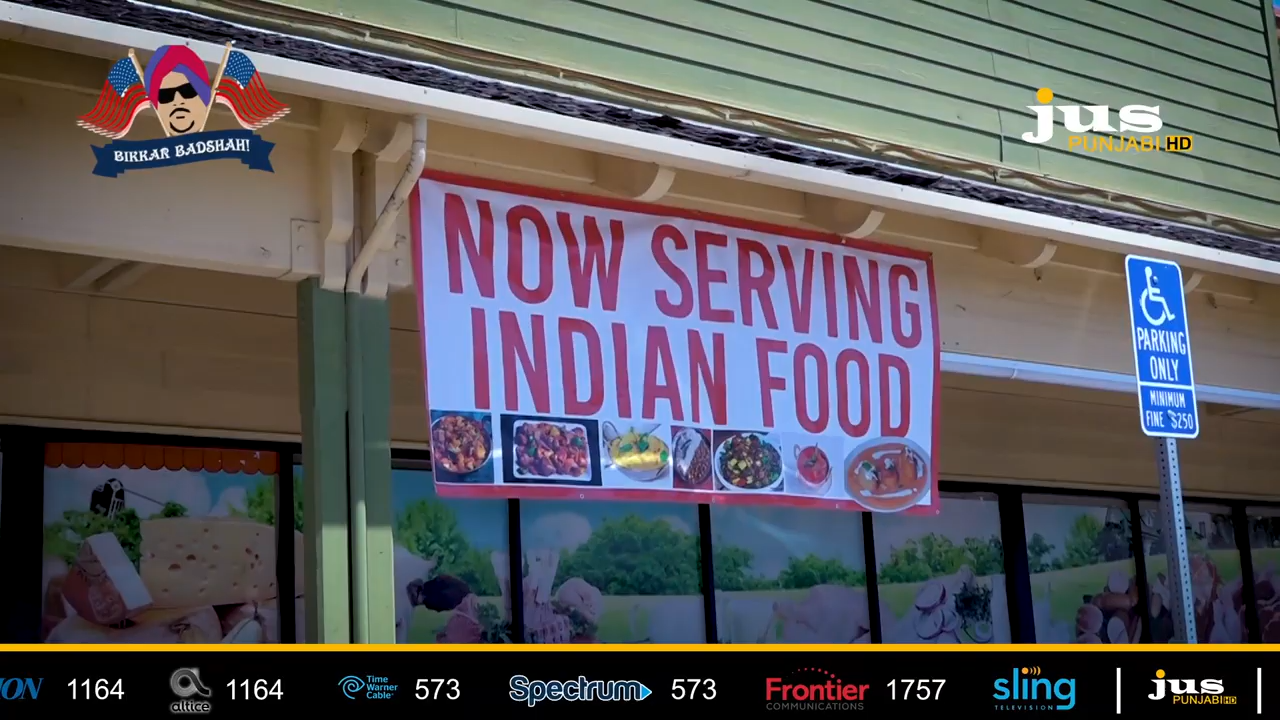 BIKKAR BADSHAH!
jus
PUNJABI HD
NOW SERVING
INDIAN FOOD
PARKING
ONLY
MINIMUM
FINE $250
ION 1164 altice 1164 Time Warner Cable 573 Spectrum 573 Frontier COMMUNICATIONS 1757 sling TELEVISION | jus PUNJABI HD |